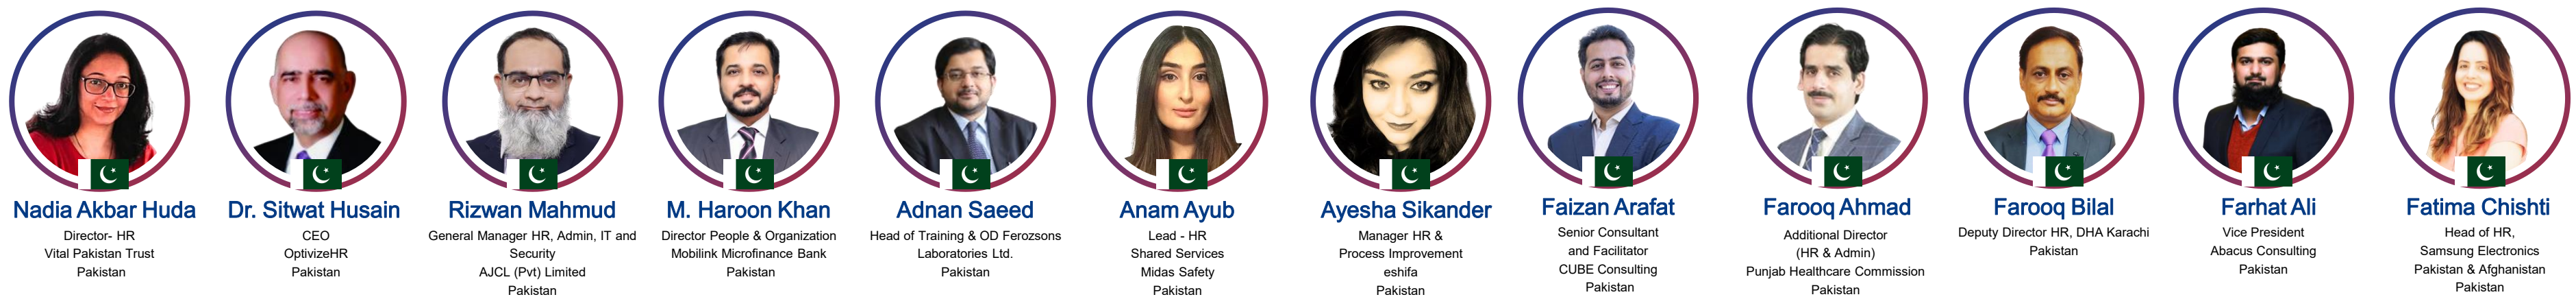 Nadia Akbar Huda
Director- HR
Vital Pakistan Trust
Pakistan
Dr. Sitwat Husain
CEO
OptivizeHR
Pakistan
Rizwan Mahmud
General Manager HR, Admin, IT and
Security
AJCL (Pvt) Limited
Pakistan
M. Haroon Khan
Director People & Organization
Mobilink Microfinance Bank
Pakistan
Adnan Saeed
Head of Training & OD Ferozsons
Laboratories Ltd.
Pakistan
Anam Ayub
Lead - HR
Shared Services
Midas Safety
Pakistan
Ayesha Sikander
Manager HR &
Process Improvement
eshifa
Pakistan
Faizan Arafat
Senior Consultant
and Facilitator
CUBE Consulting
Pakistan
Farooq Ahmad
Additional Director
(HR & Admin)
Punjab Healthcare Commission
Pakistan
Farooq Bilal
Deputy Director HR, DHA Karachi
Pakistan
Farhat Ali
Vice President
Abacus Consulting
Pakistan
Fatima Chishti
Head of HR,
Samsung Electronics
Pakistan & Afghanistan
Pakistan